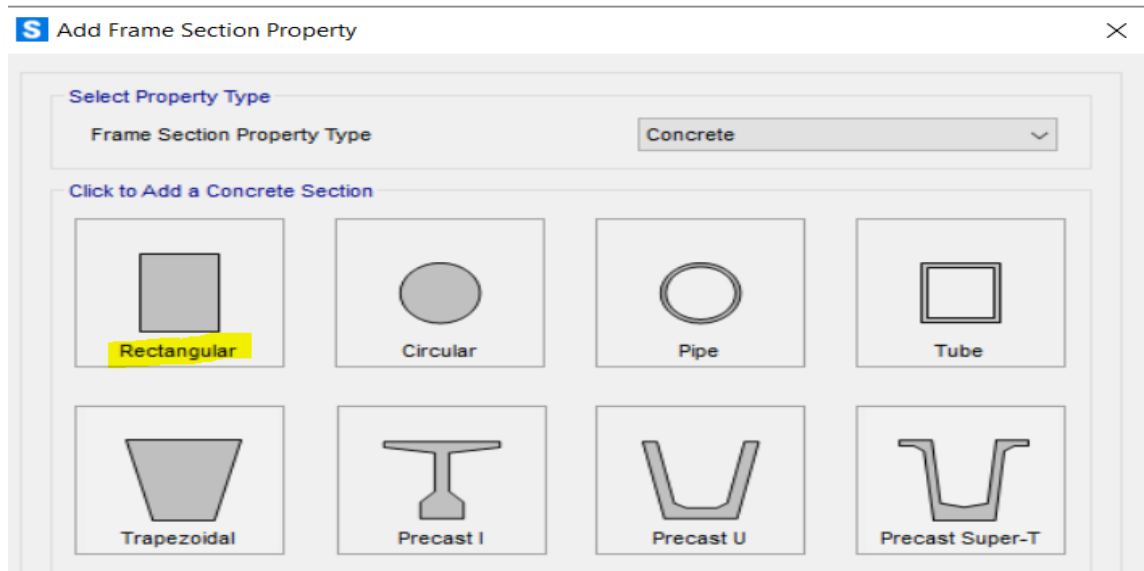 S Add Frame Section Property
Select Property Type
Frame Section Property Type Concrete
Click to Add a Concrete Section
Rectangular Circular Pipe Tube
Trapezoidal Precast I Precast U Precast Super-T